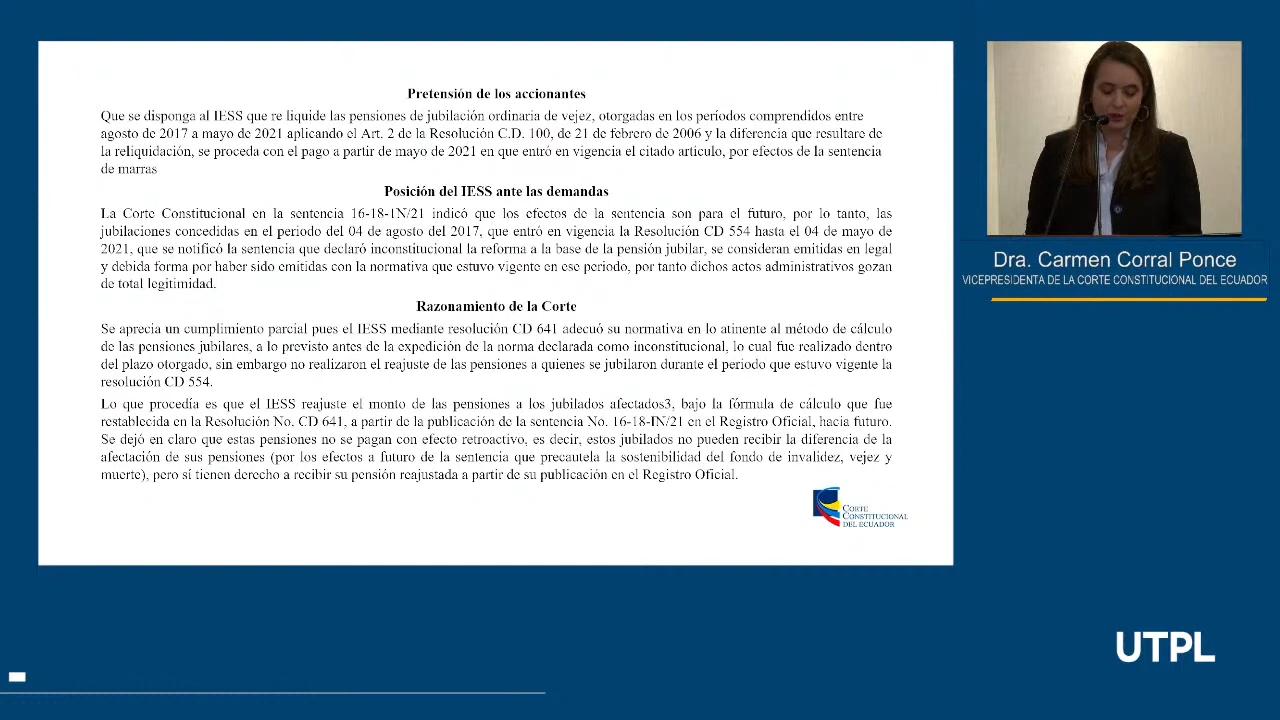 Pretensión de los accionantes
Que se disponga al IESS que re liquide las pensiones de jubilación ordinaria de vejez, otorgadas en los períodos comprendidos entre
agosto de 2017 a mayo de 2021 aplicando el Art. 2 de la Resolución C.D. 100, de 21 de febrero de 2006 y la diferencia que resultare de
la reliquidación, se proceda con el pago a partir de mayo de 2021 en que entró en vigencia el citado artículo, por efectos de la sentencia
de marras
Posición del IESS ante las demandas
La Corte Constitucional en la sentencia 16-18-1N/21 indicó que los efectos de la sentencia son para el futuro, por lo tanto, las
jubilaciones concedidas en el periodo del 04 de agosto del 2017, que entró en vigencia la Resolución CD 554 hasta el 04 de mayo de
2021, que se notificó la sentencia que declaró inconstitucional la reforma a la base de la pensión jubilar, se consideran emitidas en legal
y debida forma por haber sido emitidas con la normativa que estuvo vigente en ese periodo, por tanto dichos actos administrativos gozan
de total legitimidad.
Razonamiento de la Corte
Se aprecia un cumplimiento parcial pues el IESS mediante resolución CD 641 adecuó su normativa en lo atinente al método de cálculo
de las pensiones jubilares, a lo previsto antes de la expedición de la norma declarada como inconstitucional, lo cual fue realizado dentro
del plazo otorgado, sin embargo no realizaron el reajuste de las pensiones a quienes se jubilaron durante el periodo que estuvo vigente la
resolución CD 554.
Lo que procedía es que el IESS reajuste el monto de las pensiones a los jubilados afectados3, bajo la fórmula de cálculo que fue
restablecida en la Resolución No. CD 641, a partir de la publicación de la sentencia No. 16-18-IN/21 en el Registro Oficial, hacia futuro.
Se dejó en claro que estas pensiones no se pagan con efecto retroactivo, es decir, estos jubilados no pueden recibir la diferencia de la
afectación de sus pensiones (por los efectos a futuro de la sentencia que precautela la sostenibilidad del fondo de invalidez, vejez y
muerte), pero sí tienen derecho a recibir su pensión reajustada a partir de su publicación en el Registro Oficial.
CORTE
CONSTITUCIONAL
DEL ECUADOR
Dra. Carmen Corral Ponce
VICEPRESIDENTA DE LA CORTE CONSTITUCIONAL DEL ECUADOR
UTPL